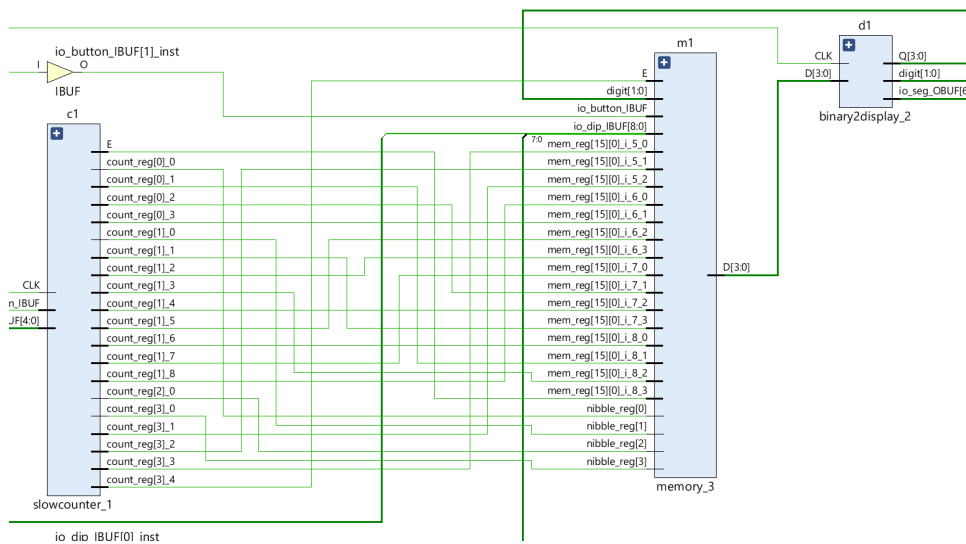 d1
io_button_IBUF[1]_inst
m1
I
O
IBUF
E
CLK
Q[3:0]
digit[1:0]
D[3:0]
digit[1:0]
io_seg_OBUF[6
binary2display_2
c1
io_button_IBUF
io_dip_IBUF[8:0]
7:0
E
mem_reg[15][0]_i_5_0
count_reg[0]_0
mem_reg[15][0]_i_5_1
count_reg[0]_1
mem_reg[15][0]_i_5_2
count_reg[0]_2
mem_reg[15][0]_i_6_0
count_reg[0]_3
mem_reg[15][0]_i_6_1
count_reg[1]_0
mem_reg[15][0]_i_6_2
count_reg[1]_1
mem_reg[15][0]_i_6_3
count_reg[1]_2
mem_reg[15][0]_i_7_0
D[3:0]
CLK
count_reg[1]_3
mem_reg[15][0]_i_7_1
n_IBUF
count_reg[1]_4
mem_reg[15][0]_i_7_2
UF[4:0]
count_reg[1]_5
mem_reg[15][0]_i_7_3
count_reg[1]_6
mem_reg[15][0]_i_8_0
count_reg[1]_7
mem_reg[15][0]_i_8_1
count_reg[1]_8
mem_reg[15][0]_i_8_2
count_reg[2]_0
mem_reg[15][0]_i_8_3
count_reg[3]_0
nibble_reg[0]
count_reg[3]_1
nibble_reg[1]
count_reg[3]_2
nibble_reg[2]
count_reg[3]_3
nibble_reg[3]
count_reg[3]_4
memory_3
slowcounter_1
io_dip_IBUF[0]_inst